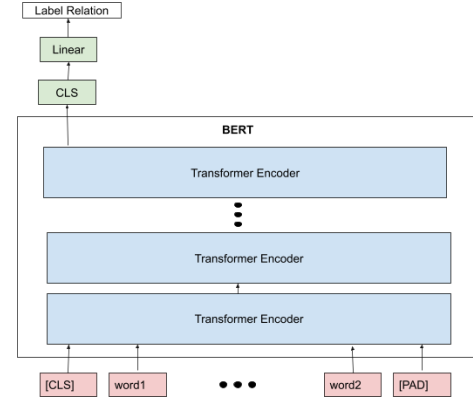 Label Relation
Linear
CLS
BERT
Transformer Encoder
Transformer Encoder
Transformer Encoder
[CLS] word1 word2 [PAD]